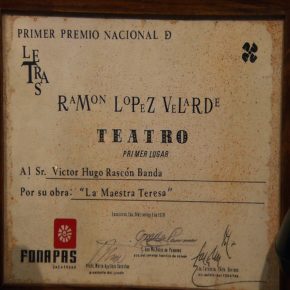 PRIMER PREMIO NACIONAL Đ
LETRAS
RAMON LOPEZ VELARDE
TEATRO
PRIMER LUGAR
Al Sr. Victor Hugo Rascón Banda
Por su obra: "La Maestra Teresa"
FONAPAS
ZACATECAS